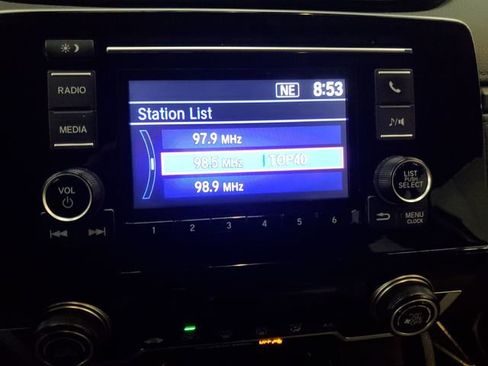 NE 8:53
RADIO
Station List
MEDIA
97.9 MHz
98.5 MHz TOP40
98.9 MHz
VOL
LIST
PUSH
SELECT
MENU
CLOCK
1 2 3 4 5 6